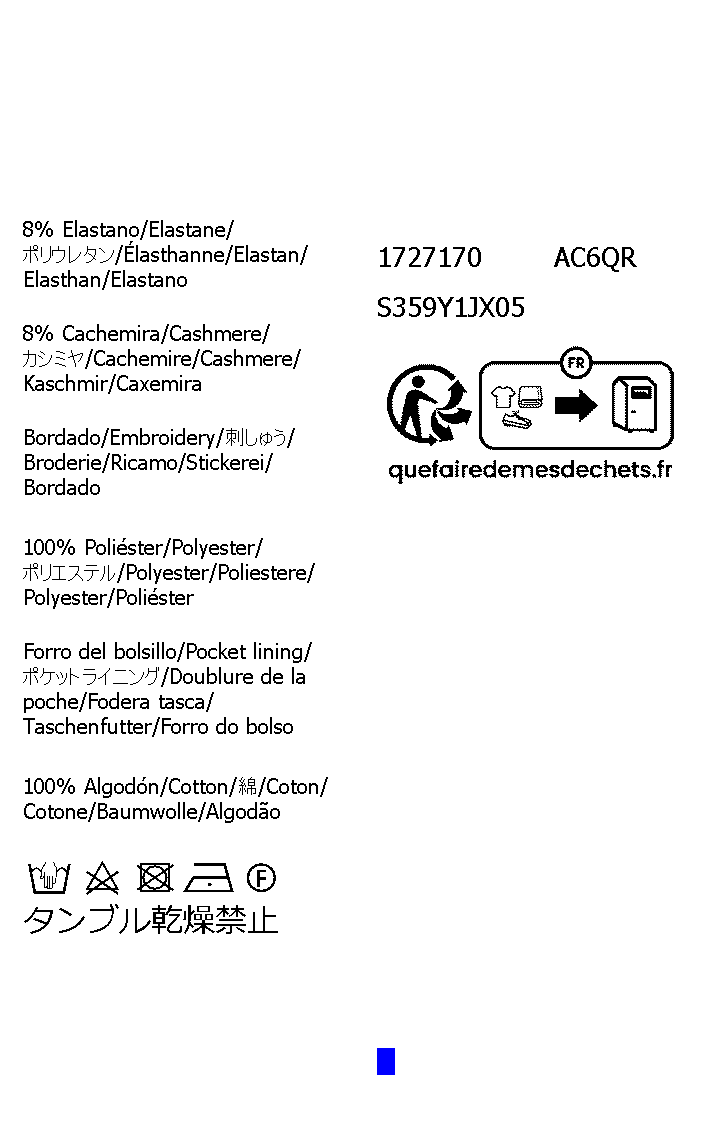 8% Elastano/Elastane/
ポリウレタン/Élasthanne/Elastan/
Elasthan/Elastano
8% Cachemira/Cashmere/
カシミヤ/Cachemire/Cashmere/
Kaschmir/Caxemira
Bordado/Embroidery/刺しゅう/
Broderie/Ricamo/Stickerei/
Bordado
100% Poliéster/Polyester/
ポリエステル/Polyester/Poliestere/
Polyester/Poliéster
Forro del bolsillo/Pocket lining/
ポケットライニング/Doublure de la
poche/Fodera tasca/
Taschenfutter/Forro do bolso
100% Algodón/Cotton/綿/Coton/
Cotone/Baumwolle/Algodão
F
タンブル乾燥禁止
1727170 AC6QR
S359Y1JX05
FR
quefairedemesdechets.fr